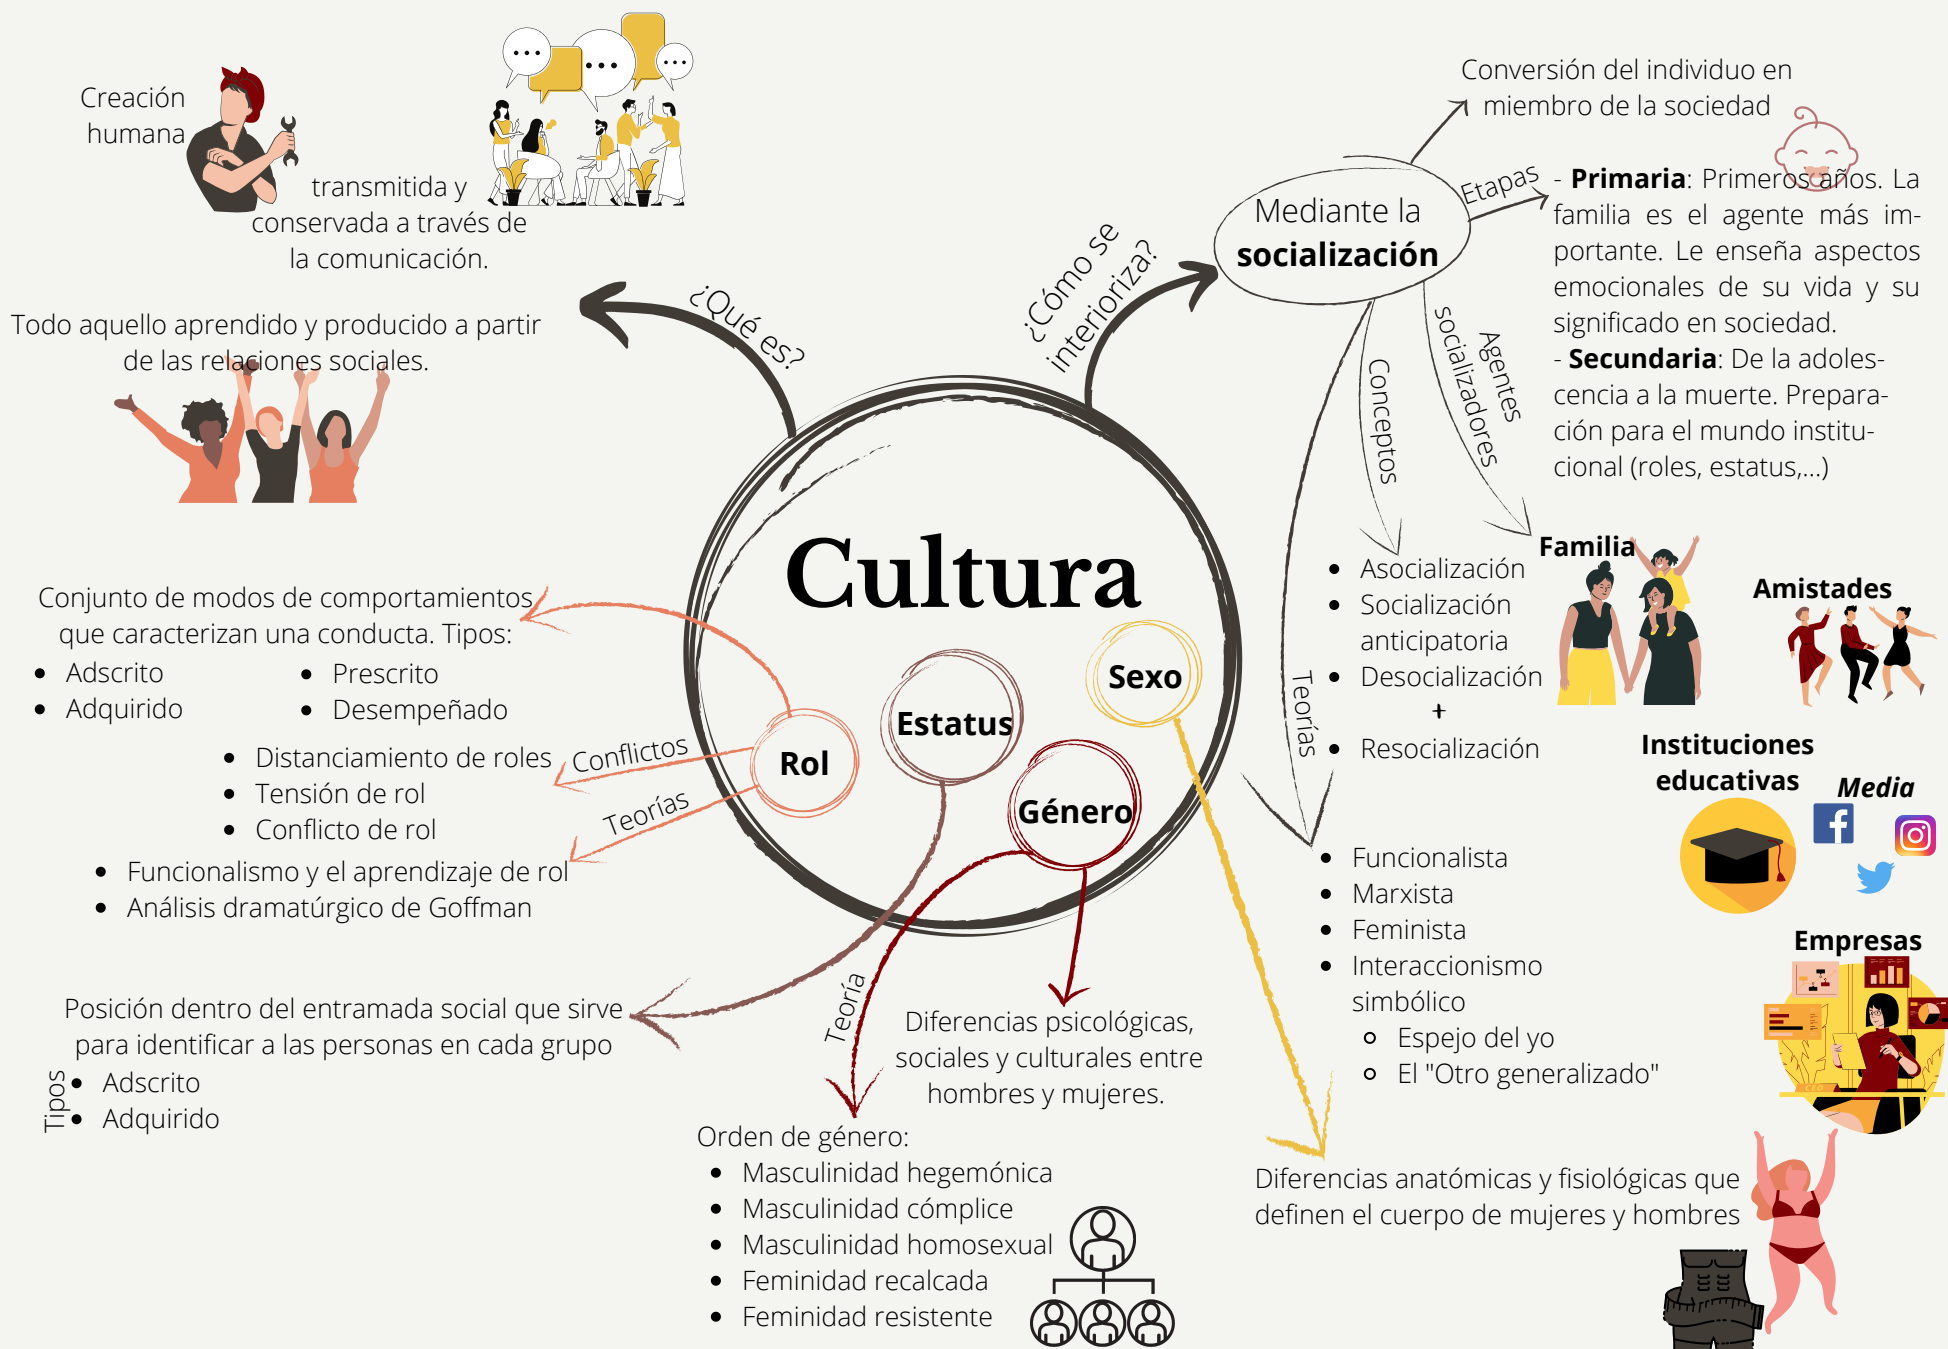 Creación
humana
transmitida y
conservada a través de
la comunicación.
Todo aquello aprendido y producido a partir
de las relaciones sociales.
¿Qué es?
¿Cómo se
interioriza?
Mediante la
socialización
Conversión del individuo en
miembro de la sociedad
Etapas
- Primaria: Primeros años. La
familia es el agente más im-
portante. Le enseña aspectos
emocionales de su vida y su
significado en sociedad.
- Secundaria: De la adoles-
cencia a la muerte. Prepara-
ción para el mundo institu-
cional (roles, estatus,...)
Agentes
socializadores
Conceptos
Teorías
Familia
Amistades
Instituciones
educativas
Media
Empresas
CEO
• Asocialización
• Socialización
anticipatoria
• Desocialización
+
• Resocialización
• Funcionalista
• Marxista
• Feminista
• Interaccionismo
simbólico
○ Espejo del yo
○ El "Otro generalizado"
Cultura
Rol
Estatus
Género
Sexo
Conjunto de modos de comportamientos
que caracterizan una conducta. Tipos:
• Adscrito
• Adquirido
• Prescrito
• Desempeñado
Conflictos
• Distanciamiento de roles
• Tensión de rol
• Conflicto de rol
Teorías
• Funcionalismo y el aprendizaje de rol
• Análisis dramatúrgico de Goffman
Posición dentro del entramada social que sirve
para identificar a las personas en cada grupo
Tipos
• Adscrito
• Adquirido
Teoría
Orden de género:
• Masculinidad hegemónica
• Masculinidad cómplice
• Masculinidad homosexual
• Feminidad recalcada
• Feminidad resistente
Diferencias psicológicas,
sociales y culturales entre
hombres y mujeres.
Diferencias anatómicas y fisiológicas que
definen el cuerpo de mujeres y hombres